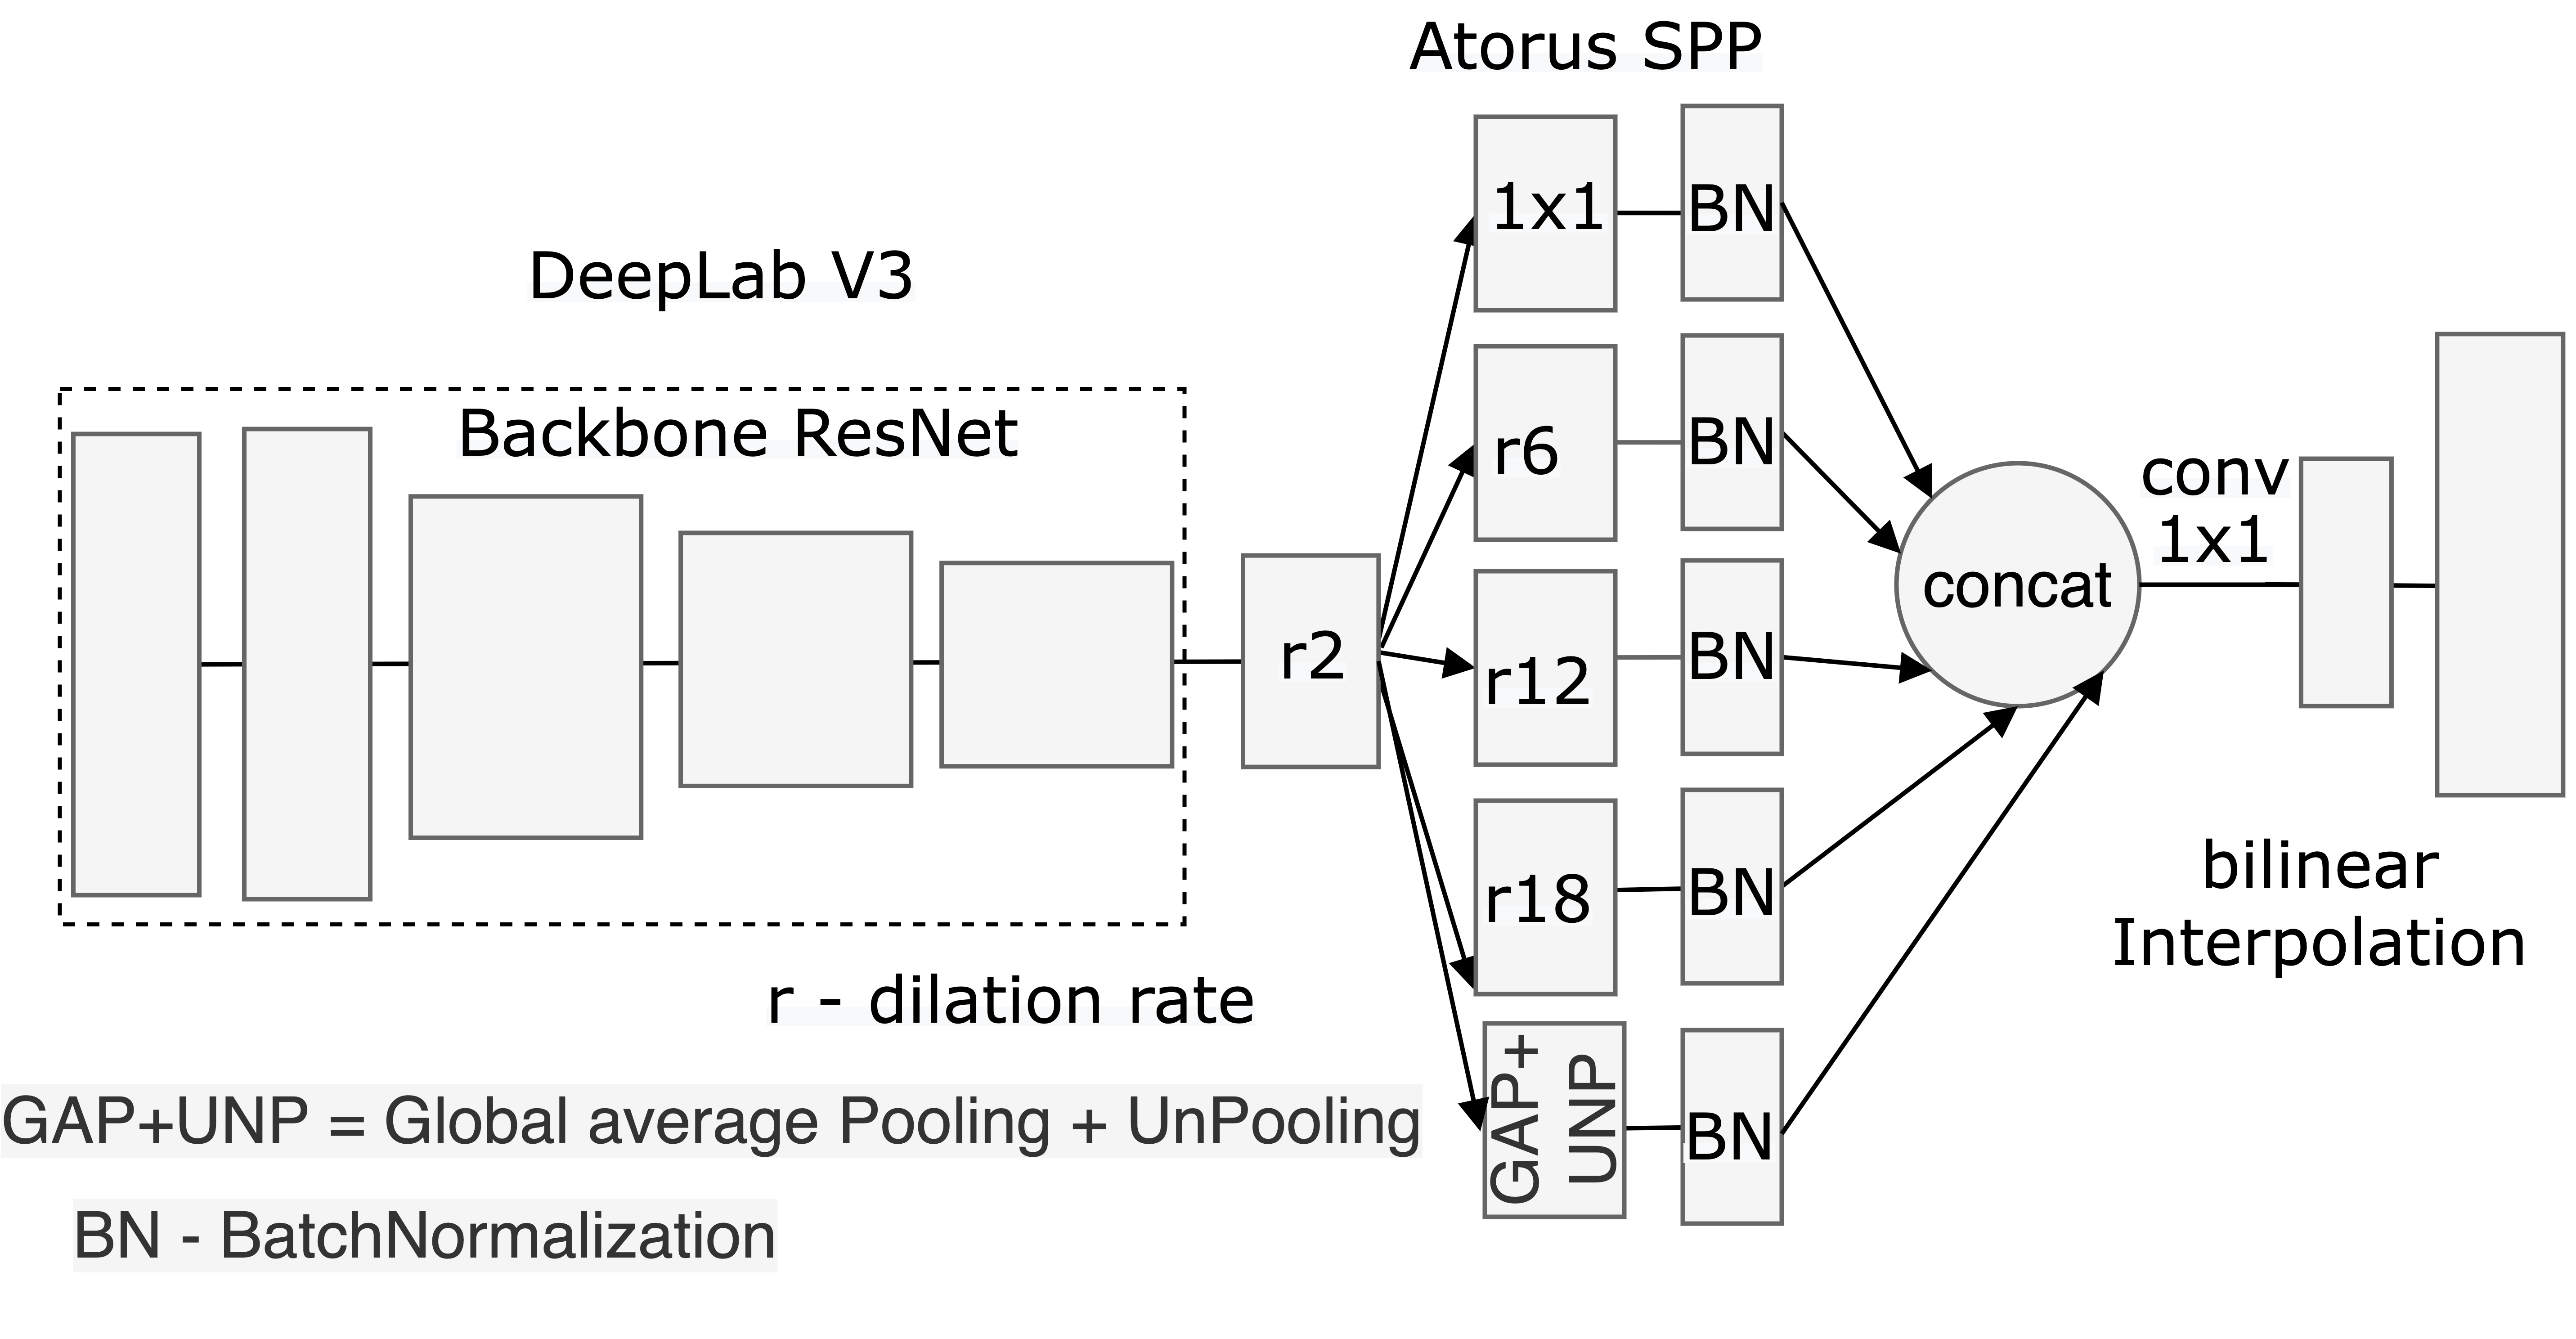 Atorus SPP
DeepLab V3
Backbone ResNet
r2
1x1
BN
r6
BN
r12
BN
r18
BN
GAP+
UNP
BN
concat
conv
1x1
bilinear
Interpolation
r - dilation rate
GAP+UNP = Global average Pooling + UnPooling
BN - BatchNormalization